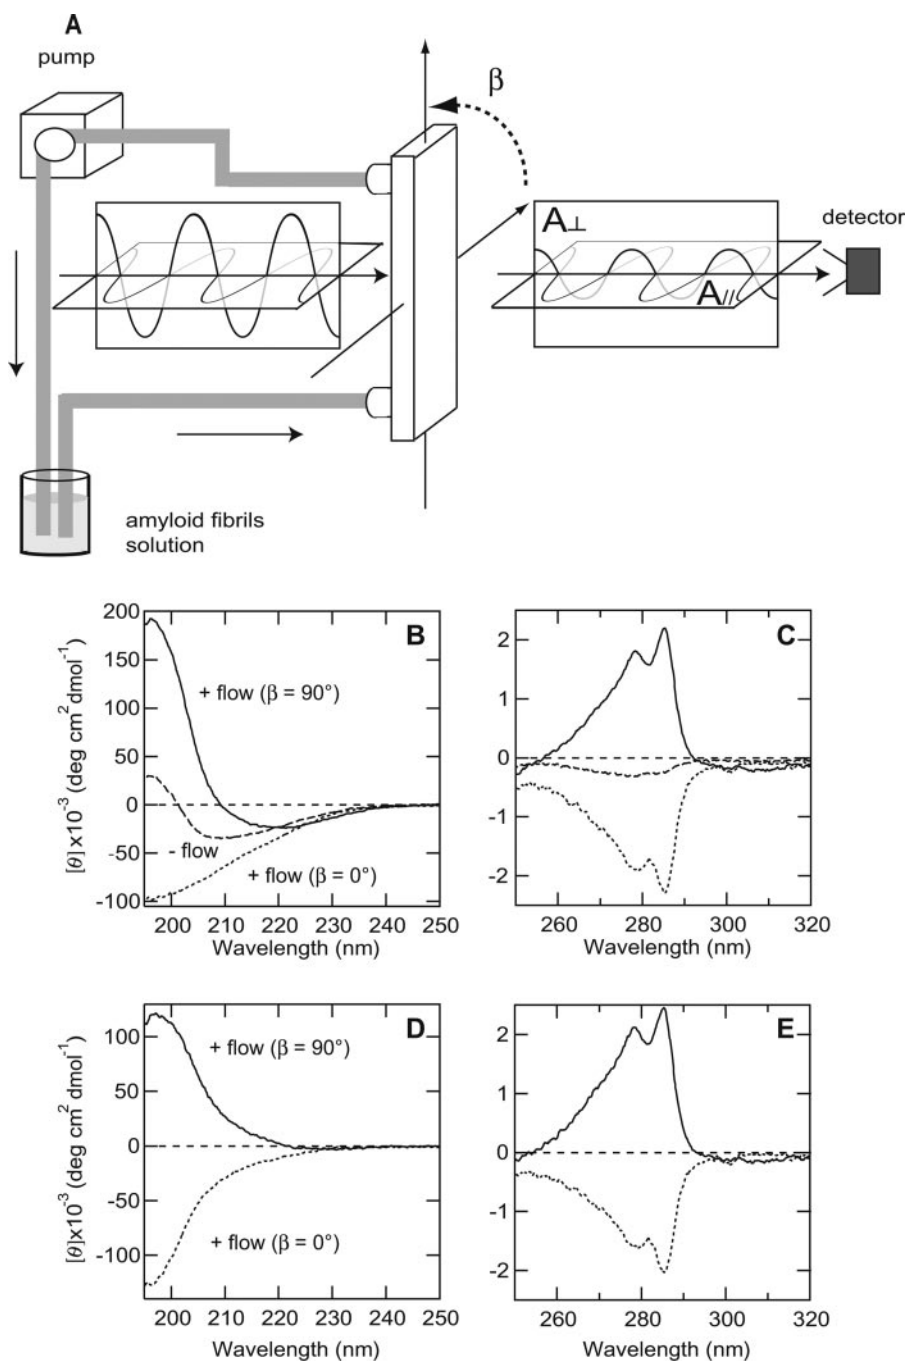 A
pump
β
A⊥
A//
detector
amyloid fibrils
solution
B
200
150
100
50
0
-50
-100
+ flow (β = 90°)
- flow
+ flow (β = 0°)
200 210 220 230 240 250
Wavelength (nm)
[θ]x10⁻³ (deg cm² dmol⁻¹)
C
2
1
0
-1
-2
260 280 300 320
Wavelength (nm)
D
100
50
0
-50
-100
+ flow (β = 90°)
+ flow (β = 0°)
200 210 220 230 240 250
Wavelength (nm)
[θ]x10⁻³ (deg cm² dmol⁻¹)
E
2
1
0
-1
-2
260 280 300 320
Wavelength (nm)